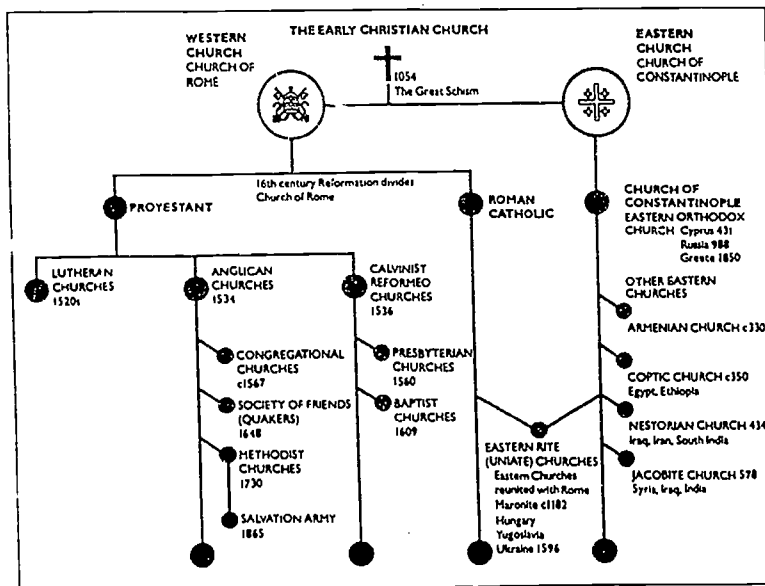 THE EARLY CHRISTIAN CHURCH
WESTERN
CHURCH
CHURCH OF
ROME
1054
The Great Schism
EASTERN
CHURCH
CHURCH OF
CONSTANTINOPLE
16th century Reformation divides
Church of Rome
PROYESTANT
ROMAN
CATHOLIC
CHURCH OF
CONSTANTINOPLE
EASTERN ORTHODOX
CHURCH Cyprus 431
Russia 988
Greece 1850
LUTHERAN
CHURCHES
1520s
ANGLICAN
CHURCHES
1534
CALVINIST
REFORMEO
CHURCHES
1536
OTHER EASTERN
CHURCHES
ARMENIAN CHURCH c330
CONGREGATIONAL
CHURCHES
c1567
PRESBYTERIAN
CHURCHES
1560
COPTIC CHURCH c350
Egypt, Ethiopia
SOCIETY OF FRIENDS
(QUAKERS)
1648
BAPTIST
CHURCHES
1609
NESTORIAN CHURCH 434
Iraq, Iran, South India
METHODIST
CHURCHES
1730
EASTERN RITE
(UNIATE) CHURCHES
Eastern Churches
reunited with Rome
Maronite c1182
Hungary
Yugoslavia
Ukraine 1596
JACOBITE CHURCH 578
Syria, Iraq, India
SALVATION ARMY
1865